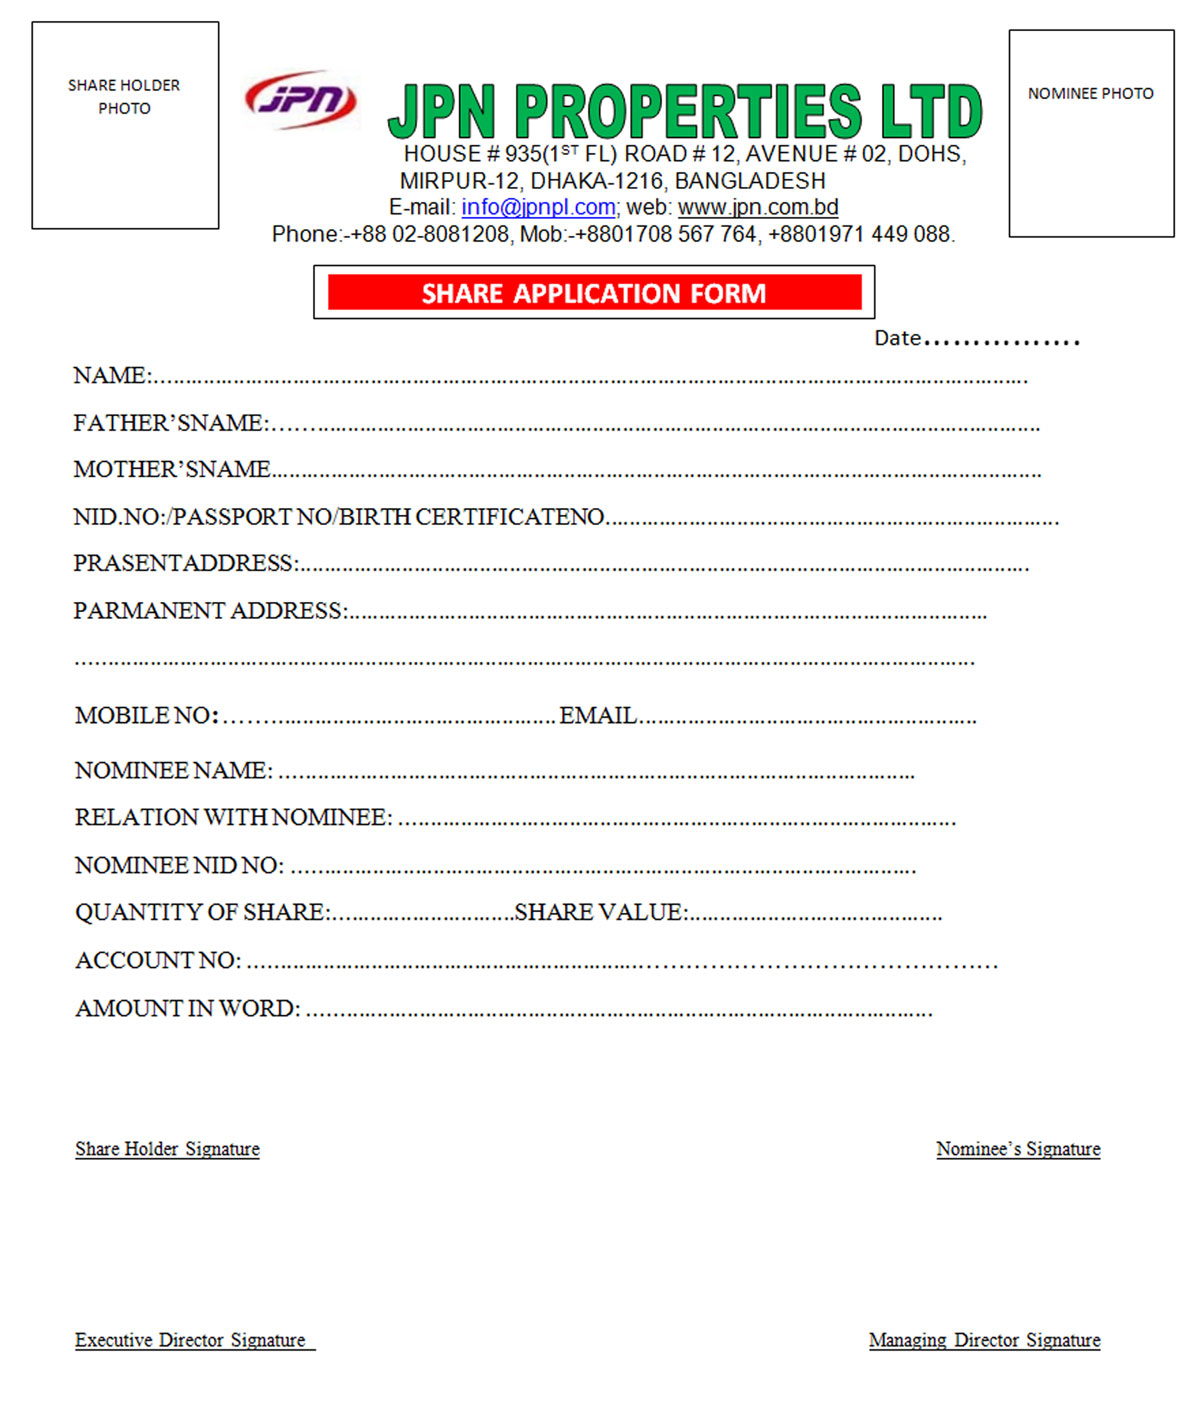 SHARE HOLDER
PHOTO
JPN
JPN PROPERTIES LTD
NOMINEE PHOTO
HOUSE # 935(1ST FL) ROAD # 12, AVENUE # 02, DOHS,
MIRPUR-12, DHAKA-1216, BANGLADESH
E-mail: info@jpnpl.com; web: www.jpn.com.bd
Phone:-+88 02-8081208, Mob:-+8801708 567 764, +8801971 449 088.
SHARE APPLICATION FORM
Date................
NAME:................................................................
FATHER’SNAME:................................................................
MOTHER’SNAME................................................................
NID.NO:/PASSPORT NO/BIRTH CERTIFICATENO................................................................
PRASENTADDRESS:................................................................
PARMANENT ADDRESS:................................................................
................................................................
MOBILE NO:................................ EMAIL................................
NOMINEE NAME: ................................................................
RELATION WITH NOMINEE: ................................................................
NOMINEE NID NO: ................................................................
QUANTITY OF SHARE:................................SHARE VALUE:................................
ACCOUNT NO: ................................................................
AMOUNT IN WORD: ................................................................
Share Holder Signature Nominee’s Signature
Executive Director Signature Managing Director Signature